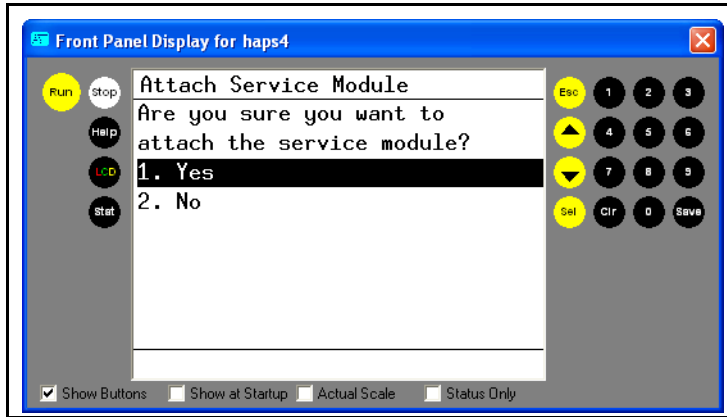 Front Panel Display for haps4
Run Stop Attach Service Module Esc 1 2 3
Are you sure you want to
Help attach the service module? 4 5 6
LCD 1. Yes 7 8 9
Stat 2. No Sel Clr 0 Save
Show Buttons Show at Startup Actual Scale Status Only